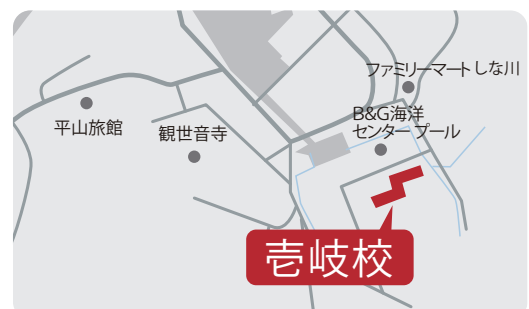 ファミリーマートしな川
B&G海洋
センタープール
平山旅館
観世音寺
壱岐校